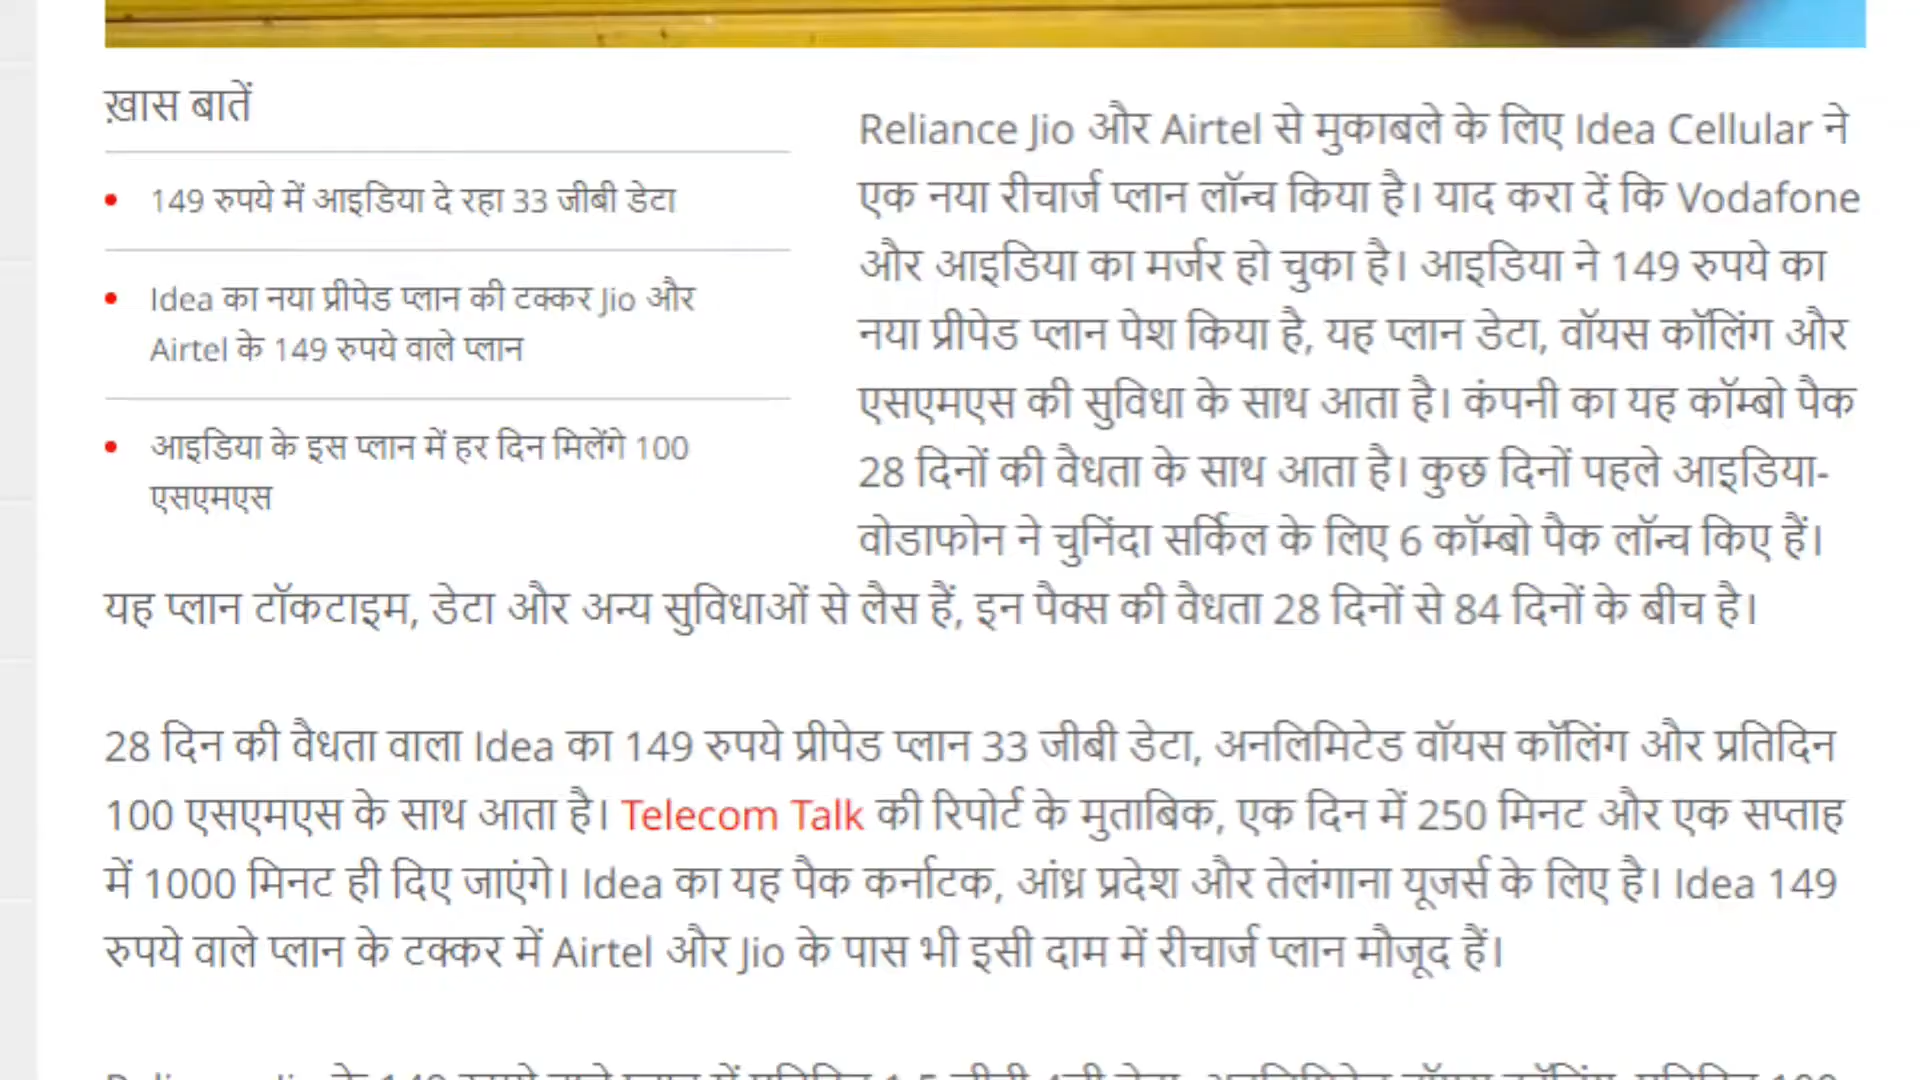 ख़ास बातें
149 रुपये में आइडिया दे रहा 33 जीबी डेटा
Idea का नया प्रीपेड प्लान की टक्कर Jio और
Airtel के 149 रुपये वाले प्लान
आइडिया के इस प्लान में हर दिन मिलेंगे 100
एसएमएस
Reliance Jio और Airtel से मुकाबले के लिए Idea Cellular ने
एक नया रीचार्ज प्लान लॉन्च किया है। याद करा दें कि Vodafone
और आइडिया का मर्जर हो चुका है। आइडिया ने 149 रुपये का
नया प्रीपेड प्लान पेश किया है, यह प्लान डेटा, वॉयस कॉलिंग और
एसएमएस की सुविधा के साथ आता है। कंपनी का यह कॉम्बो पैक
28 दिनों की वैधता के साथ आता है। कुछ दिनों पहले आइडिया-
वोडाफोन ने चुनिंदा सर्किल के लिए 6 कॉम्बो पैक लॉन्च किए हैं।
यह प्लान टॉकटाइम, डेटा और अन्य सुविधाओं से लैस हैं, इन पैक्स की वैधता 28 दिनों से 84 दिनों के बीच है।
28 दिन की वैधता वाला Idea का 149 रुपये प्रीपेड प्लान 33 जीबी डेटा, अनलिमिटेड वॉयस कॉलिंग और प्रतिदिन
100 एसएमएस के साथ आता है। Telecom Talk की रिपोर्ट के मुताबिक, एक दिन में 250 मिनट और एक सप्ताह
में 1000 मिनट ही दिए जाएंगे। Idea का यह पैक कर्नाटक, आंध्र प्रदेश और तेलंगाना यूजर्स के लिए है। Idea 149
रुपये वाले प्लान के टक्कर में Airtel और Jio के पास भी इसी दाम में रीचार्ज प्लान मौजूद हैं।